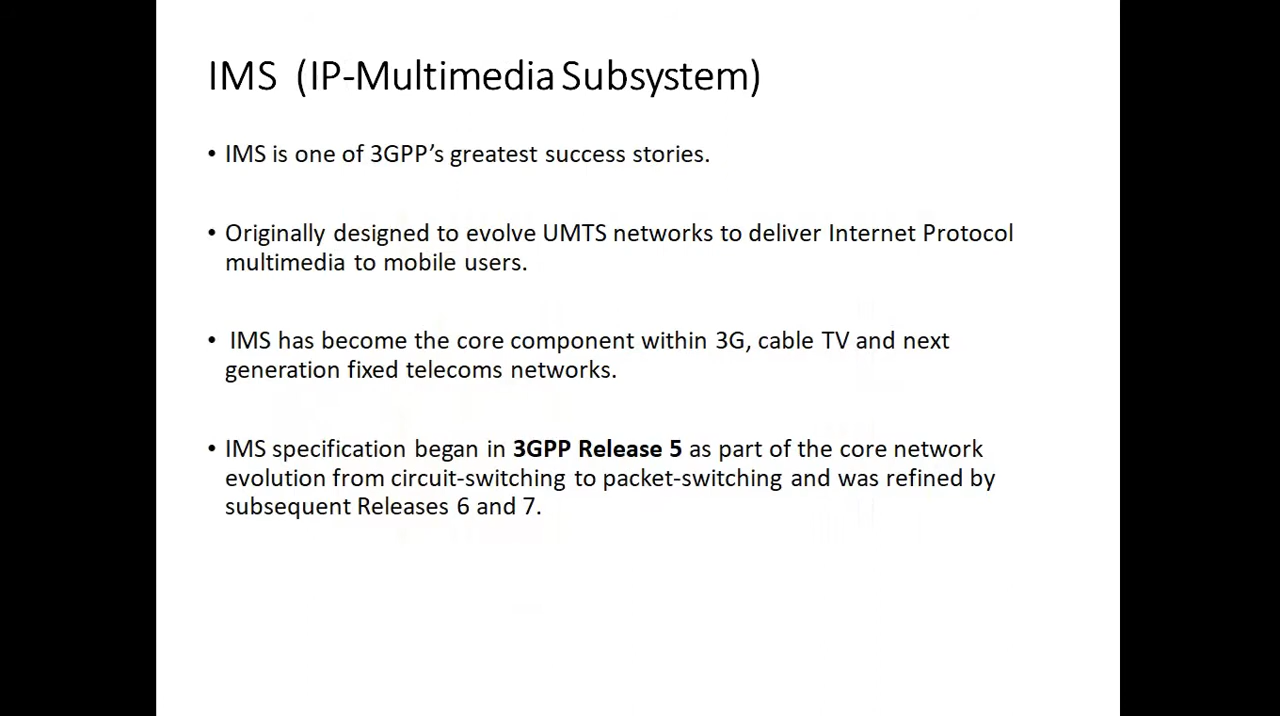 IMS (IP-Multimedia Subsystem)
• IMS is one of 3GPP’s greatest success stories.
• Originally designed to evolve UMTS networks to deliver Internet Protocol
multimedia to mobile users.
• IMS has become the core component within 3G, cable TV and next
generation fixed telecoms networks.
• IMS specification began in 3GPP Release 5 as part of the core network
evolution from circuit-switching to packet-switching and was refined by
subsequent Releases 6 and 7.